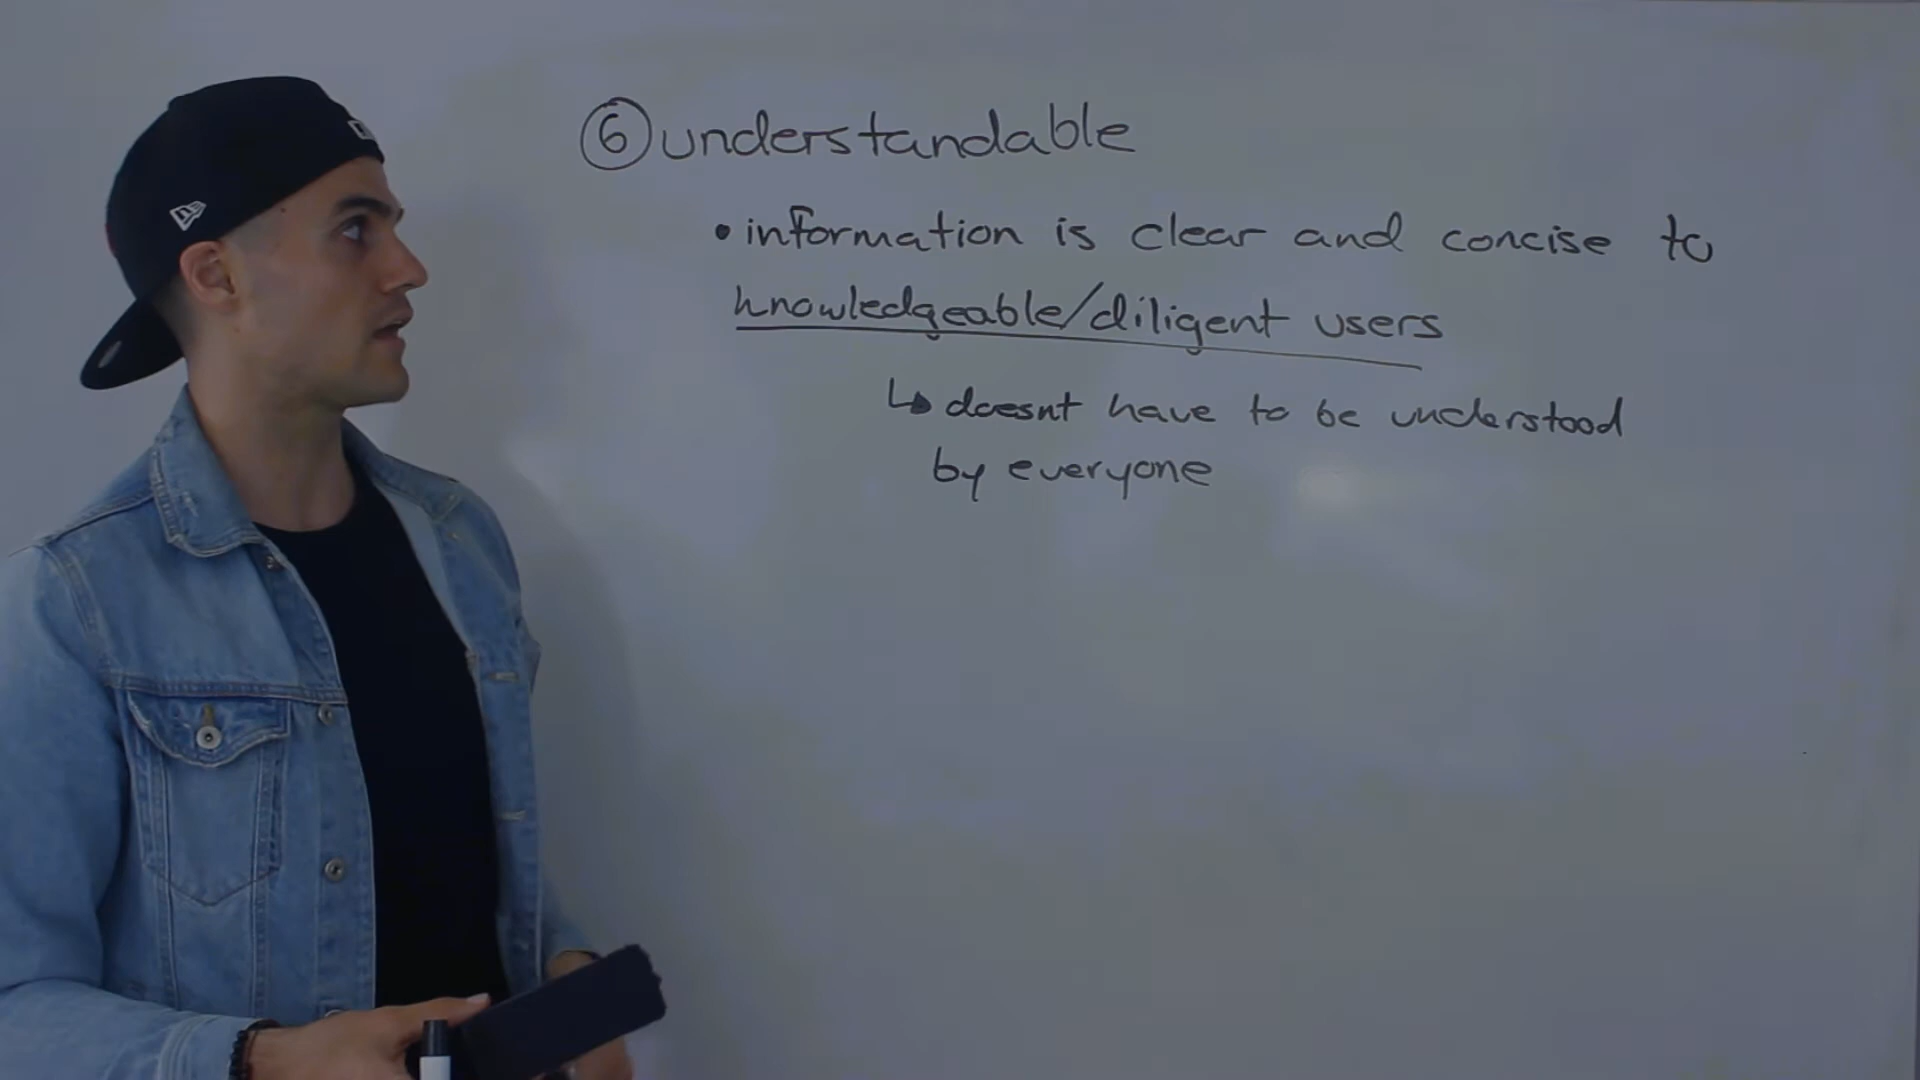 6 understandable
• information is clear and concise to
knowledgeable/diligent users
↳ doesnt have to be understood
by everyone